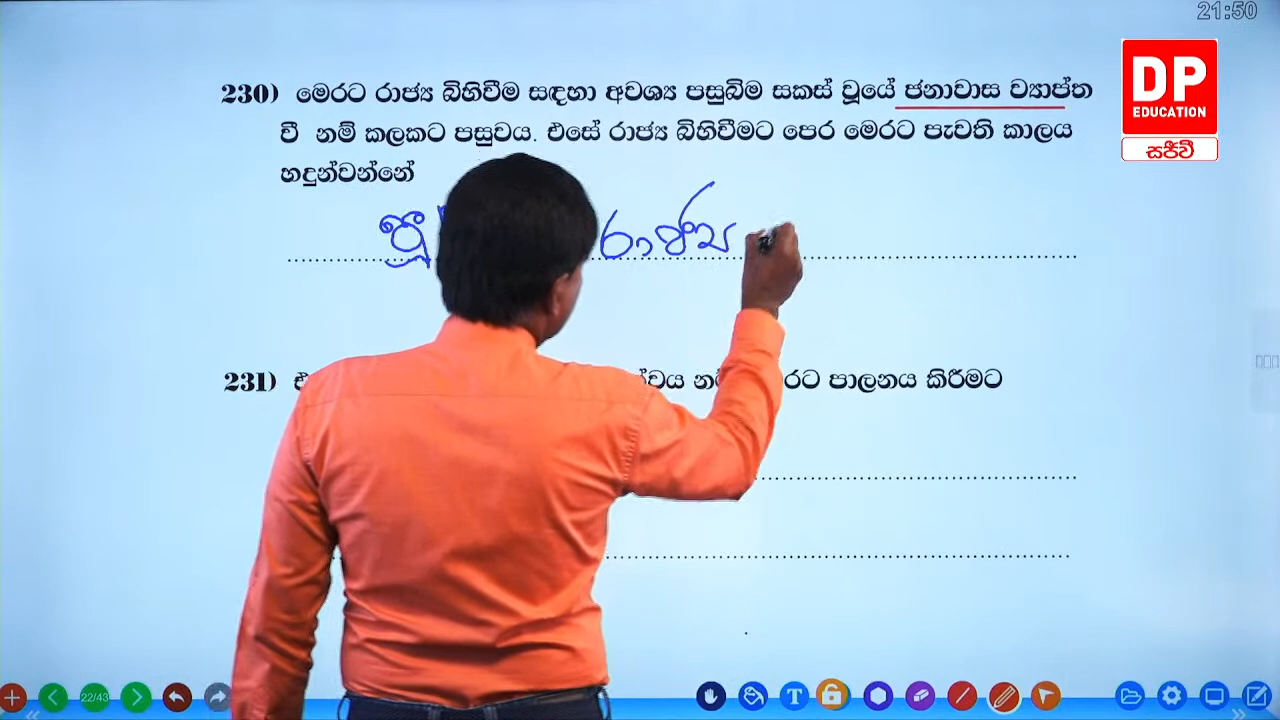 21:50
DP
EDUCATION
සජීවී
230) මෙරට රාජ්‍ය බිහිවීම සඳහා අවශ්‍ය පසුබිම සකස් වූයේ ජනාවාස ව්‍යාප්ත
වී නම් කලකට පසුවය. එසේ රාජ්‍ය බිහිවීමට පෙර මෙරට පැවති කාලය
හදුන්වන්නේ
රාජ්‍ය
231)
රට පාලනය කිරීමට
22/43